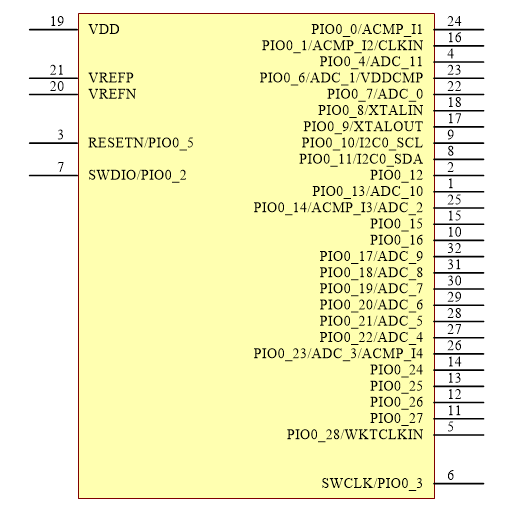 19 VDD PIO0_0/ACMP_I1 24
PIO0_1/ACMP_I2/CLKIN 16
PIO0_4/ADC_11 4
21 VREFP PIO0_6/ADC_1/VDDCMP 23
20 VREFN PIO0_7/ADC_0 22
PIO0_8/XTALIN 18
PIO0_9/XTALOUT 17
3 RESETN/PIO0_5 PIO0_10/I2C0_SCL 9
PIO0_11/I2C0_SDA 8
7 SWDIO/PIO0_2 PIO0_12 2
PIO0_13/ADC_10 1
PIO0_14/ACMP_I3/ADC_2 25
PIO0_15 15
PIO0_16 10
PIO0_17/ADC_9 32
PIO0_18/ADC_8 31
PIO0_19/ADC_7 30
PIO0_20/ADC_6 29
PIO0_21/ADC_5 28
PIO0_22/ADC_4 27
PIO0_23/ADC_3/ACMP_I4 26
PIO0_24 14
PIO0_25 13
PIO0_26 12
PIO0_27 11
PIO0_28/WKTCLKIN 5
SWCLK/PIO0_3 6